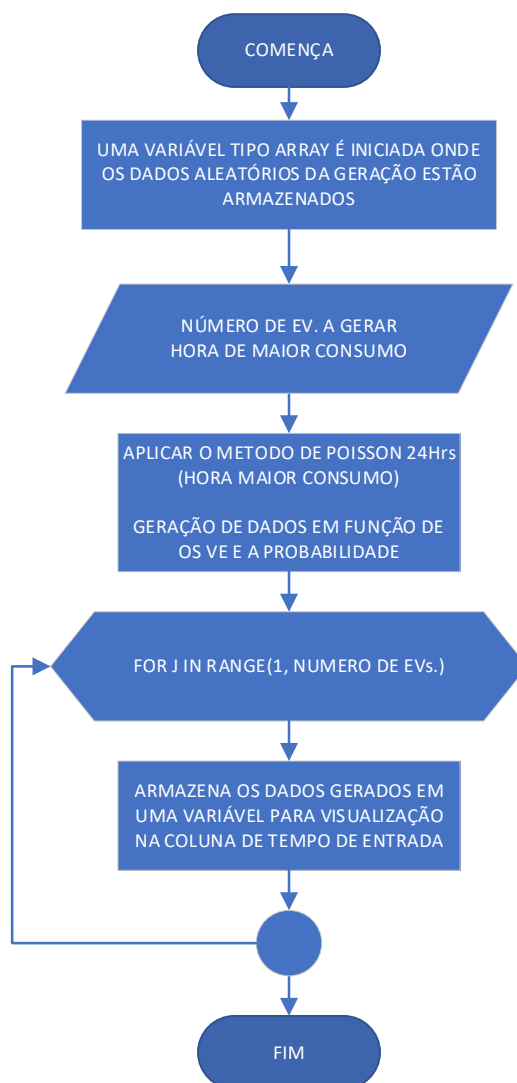 COMENÇA
UMA VARIÁVEL TIPO ARRAY É INICIADA ONDE
OS DADOS ALEATÓRIOS DA GERAÇÃO ESTÃO
ARMAZENADOS
NÚMERO DE EV. A GERAR
HORA DE MAIOR CONSUMO
APLICAR O METODO DE POISSON 24Hrs
(HORA MAIOR CONSUMO)
GERAÇÃO DE DADOS EM FUNÇÃO DE
OS VE E A PROBABILIDADE
FOR J IN RANGE(1, NUMERO DE EVs.)
ARMAZENA OS DADOS GERADOS EM
UMA VARIÁVEL PARA VISUALIZAÇÃO
NA COLUNA DE TEMPO DE ENTRADA
FIM